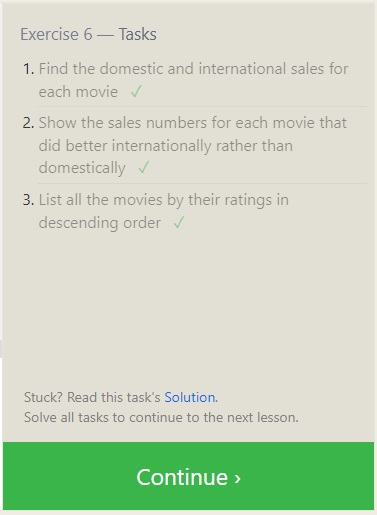 Exercise 6 — Tasks
1. Find the domestic and international sales for
each movie ✓
2. Show the sales numbers for each movie that
did better internationally rather than
domestically ✓
3. List all the movies by their ratings in
descending order ✓
Stuck? Read this task's Solution.
Solve all tasks to continue to the next lesson.
Continue ›